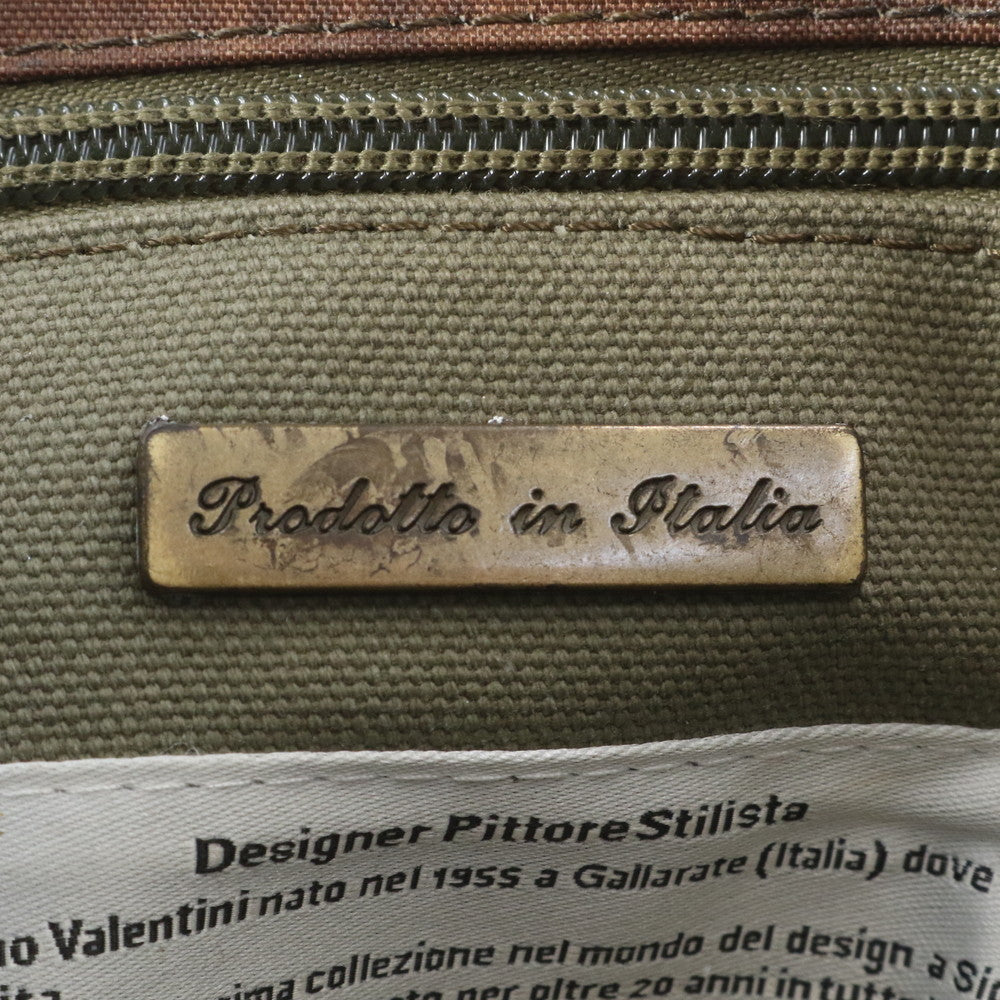 Prodotto in Italia
Designer Pittore Stilista
Valentini nato nel 1955 a Gallarate (Italia) dove
collezione nel mondo del design a
per oltre 20 anni in